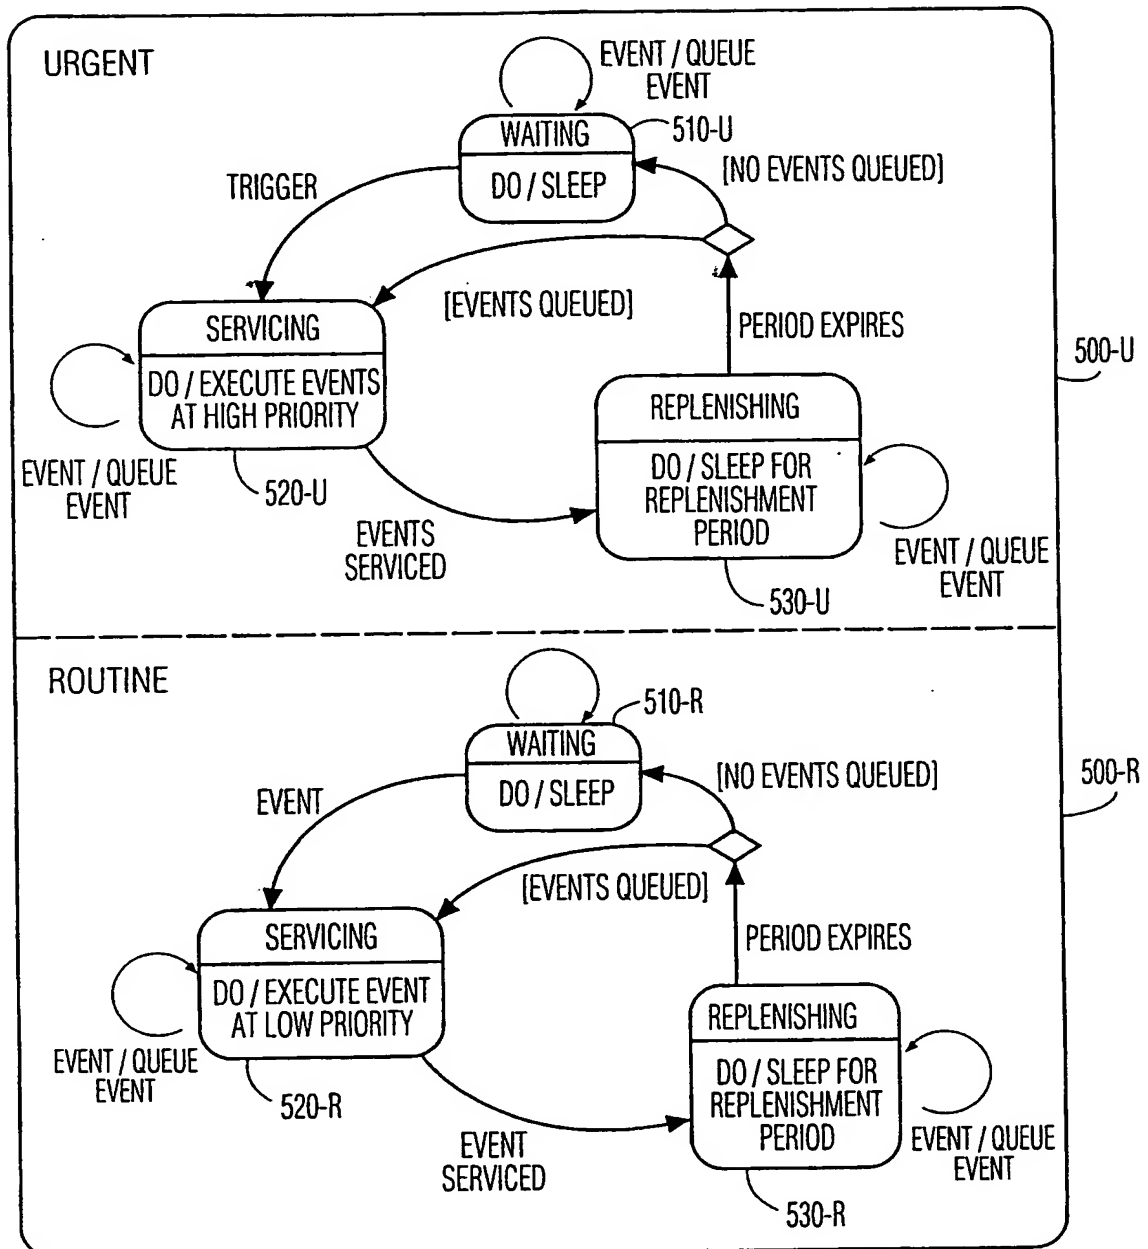 URGENT
EVENT / QUEUE
EVENT
WAITING
510-U
DO / SLEEP
[NO EVENTS QUEUED]
TRIGGER
[EVENTS QUEUED]
PERIOD EXPIRES
SERVICING
DO / EXECUTE EVENTS
AT HIGH PRIORITY
500-U
REPLENISHING
DO / SLEEP FOR
REPLENISHMENT
PERIOD
EVENT / QUEUE
EVENT
520-U
EVENTS
SERVICED
EVENT / QUEUE
EVENT
530-U
ROUTINE
510-R
WAITING
DO / SLEEP
[NO EVENTS QUEUED]
500-R
EVENT
[EVENTS QUEUED]
PERIOD EXPIRES
SERVICING
DO / EXECUTE EVENT
AT LOW PRIORITY
REPLENISHING
DO / SLEEP FOR
REPLENISHMENT
PERIOD
EVENT / QUEUE
EVENT
520-R
EVENT
SERVICED
EVENT / QUEUE
EVENT
530-R